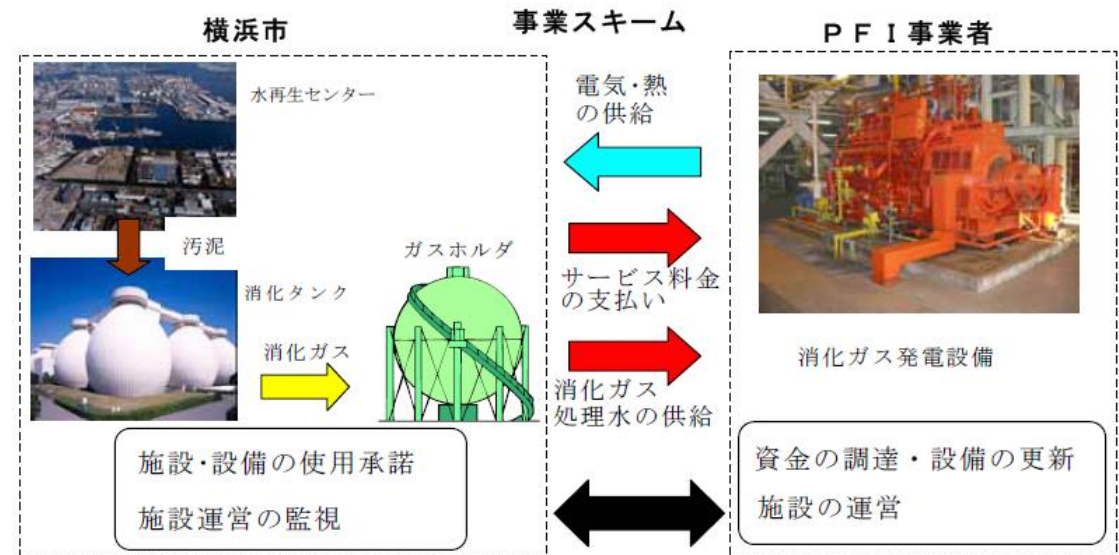 横浜市
事業スキーム
ＰＦＩ事業者
水再生センター
汚泥
消化タンク
消化ガス
ガスホルダ
電気・熱
の供給
サービス料金
の支払い
消化ガス
処理水の供給
消化ガス発電設備
施設・設備の使用承諾
施設運営の監視
資金の調達・設備の更新
施設の運営